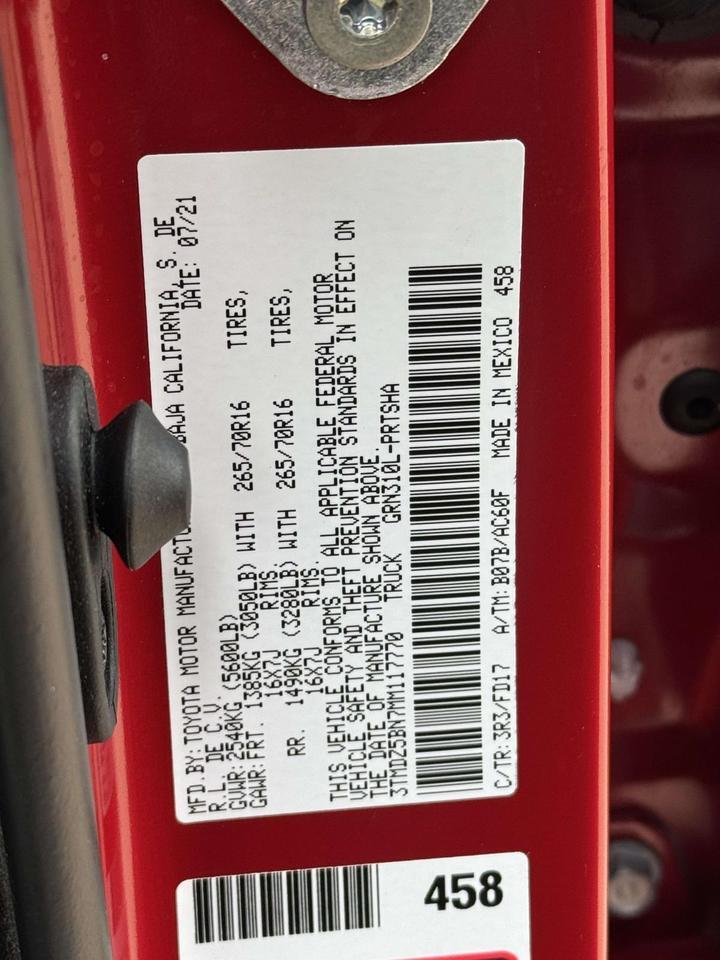 MFD.BY:TOYOTA MOTOR MANUFACT BAJA CALIFORNIA, S. DE
R.L. DE C.V. DATE: 07/21
GVWR:2540KG (5600LB)
GAWR:FRT. 1385KG (3050LB) WITH 265/70R16 TIRES,
16X7J RIMS.
RR. 1490KG (3280LB) WITH 265/70R16 TIRES,
16X7J RIMS.
THIS VEHICLE CONFORMS TO ALL APPLICABLE FEDERAL MOTOR
VEHICLE SAFETY AND THEFT PREVENTION STANDARDS IN EFFECT ON
THE DATE OF MANUFACTURE SHOWN ABOVE.
3TMDZ5BN7MM117770 TRUCK GRN310L-PRTSHA
C/TR:3R3/FD17 A/TM:B07B/AC60F MADE IN MEXICO 458
458